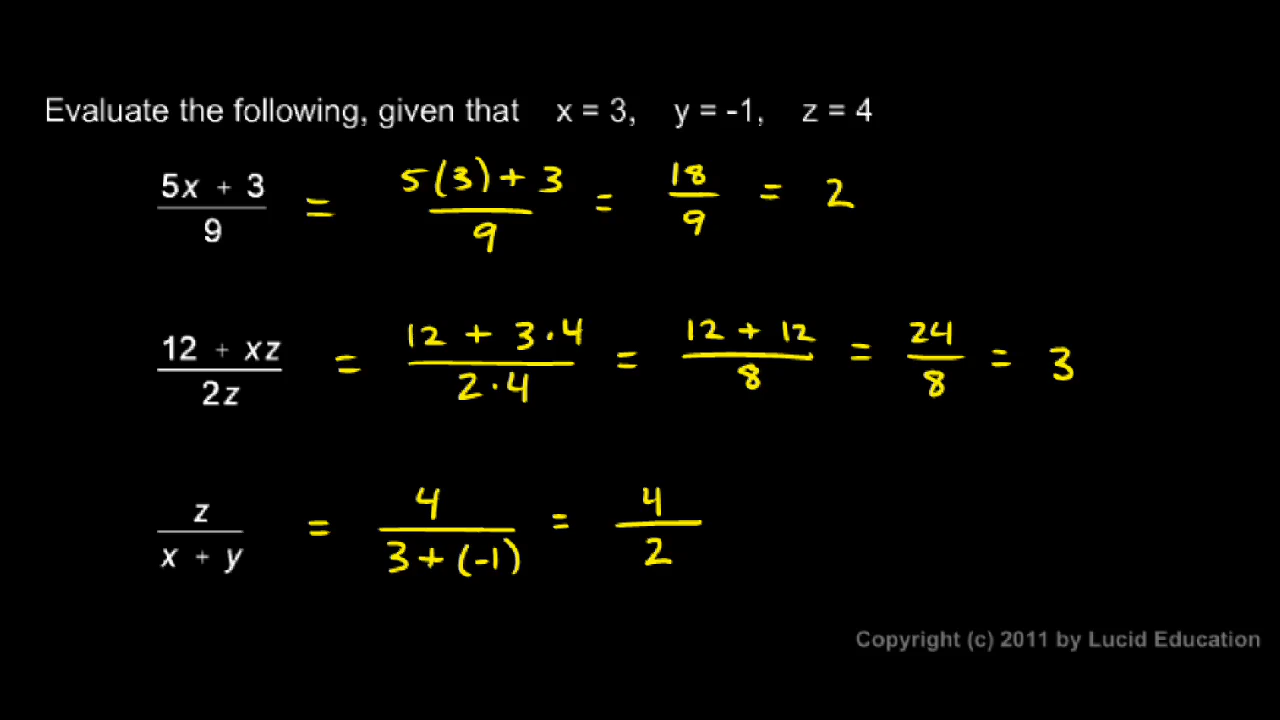 Evaluate the following, given that x = 3, y = -1, z = 4
5x + 3 / 9 = 5(3) + 3 / 9 = 18 / 9 = 2
12 + xz / 2z = 12 + 3·4 / 2·4 = 12 + 12 / 8 = 24 / 8 = 3
z / x + y = 4 / 3 + (-1) = 4 / 2
Copyright (c) 2011 by Lucid Education